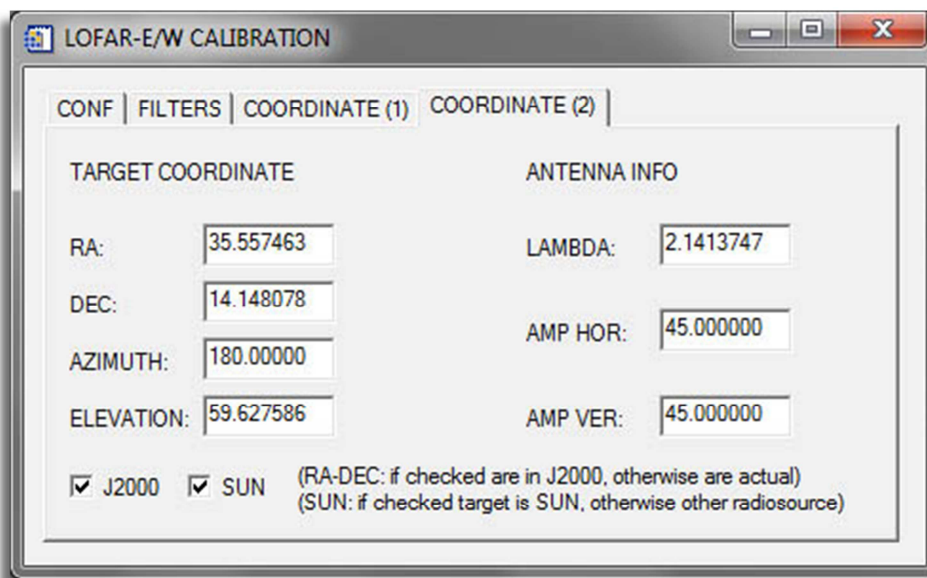 LOFAR-E/W CALIBRATION
CONF FILTERS COORDINATE (1) COORDINATE (2)
TARGET COORDINATE
RA: 35.557463
DEC: 14.148078
AZIMUTH: 180.00000
ELEVATION: 59.627586
ANTENNA INFO
LAMBDA: 2.1413747
AMP HOR: 45.000000
AMP VER: 45.000000
J2000 SUN
(RA-DEC: if checked are in J2000, otherwise are actual)
(SUN: if checked target is SUN, otherwise other radiosource)